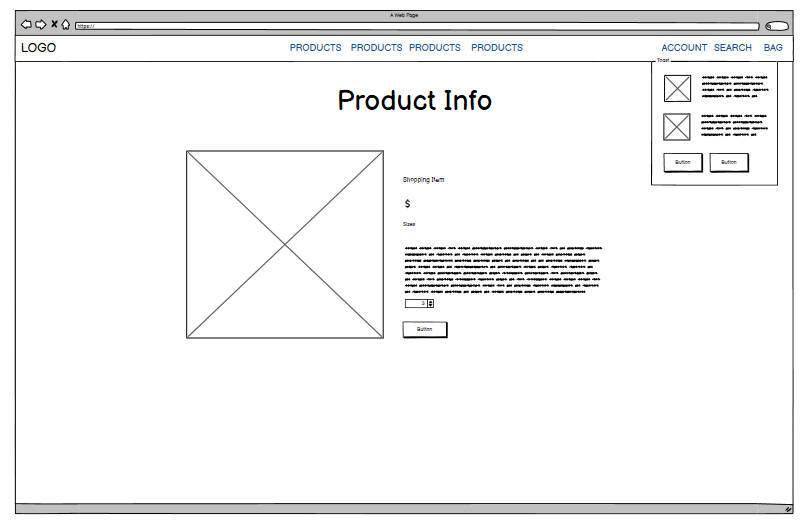 A Web Page
https://
LOGO PRODUCTS PRODUCTS PRODUCTS PRODUCTS ACCOUNT SEARCH BAG
Toast
Product Info
Button Button
Shopping Item
$
Sizes
3
Button